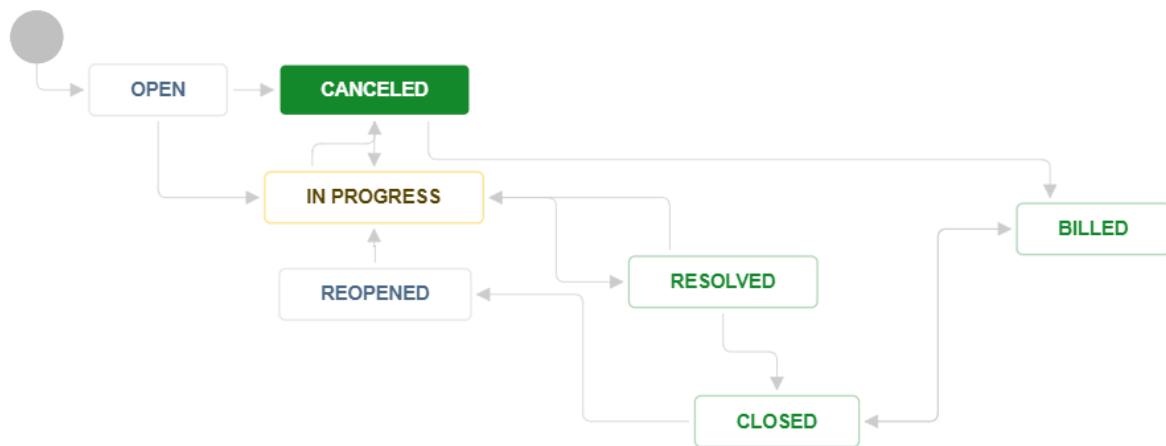 OPEN
CANCELED
IN PROGRESS
BILLED
RESOLVED
REOPENED
CLOSED